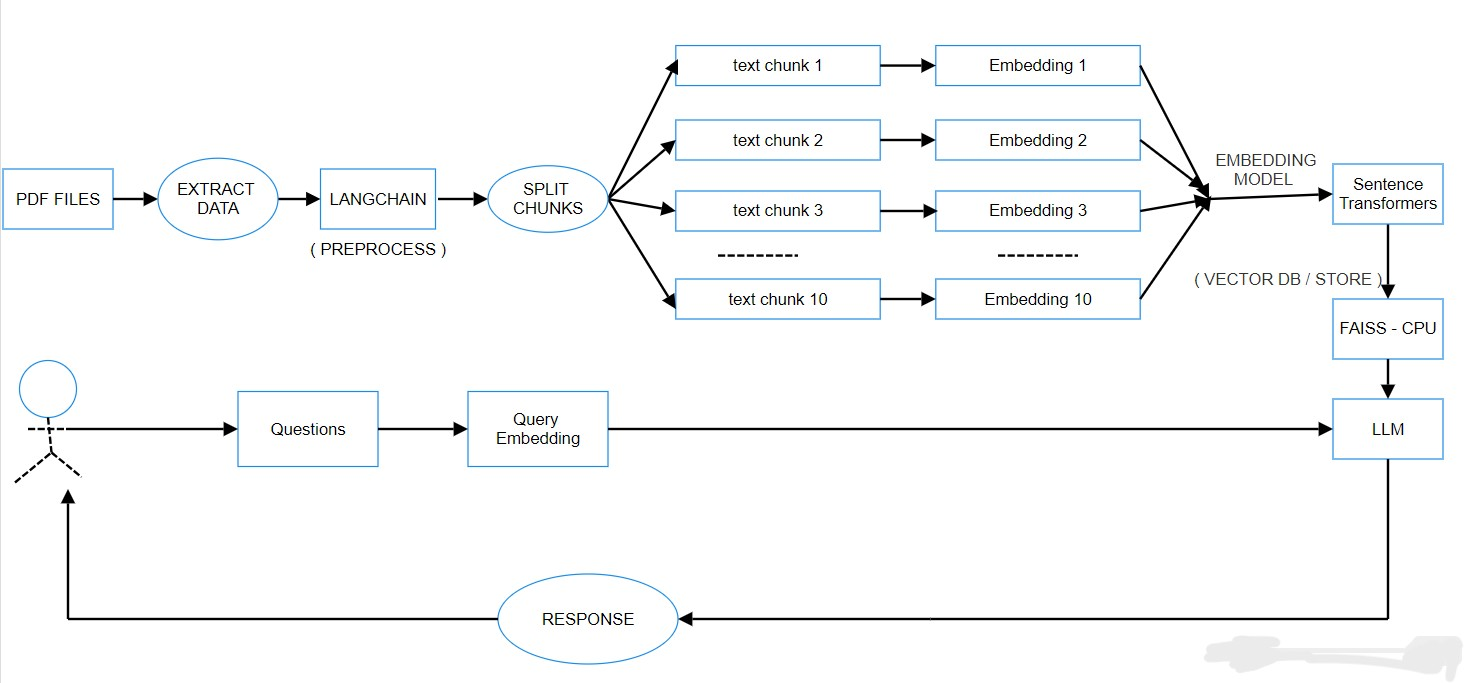 text chunk 1
Embedding 1
text chunk 2
Embedding 2
EMBEDDING
MODEL
PDF FILES
EXTRACT
DATA
LANGCHAIN
( PREPROCESS )
SPLIT
CHUNKS
text chunk 3
Embedding 3
Sentence
Transformers
text chunk 10
Embedding 10
( VECTOR DB / STORE )
FAISS - CPU
Questions
Query
Embedding
LLM
RESPONSE